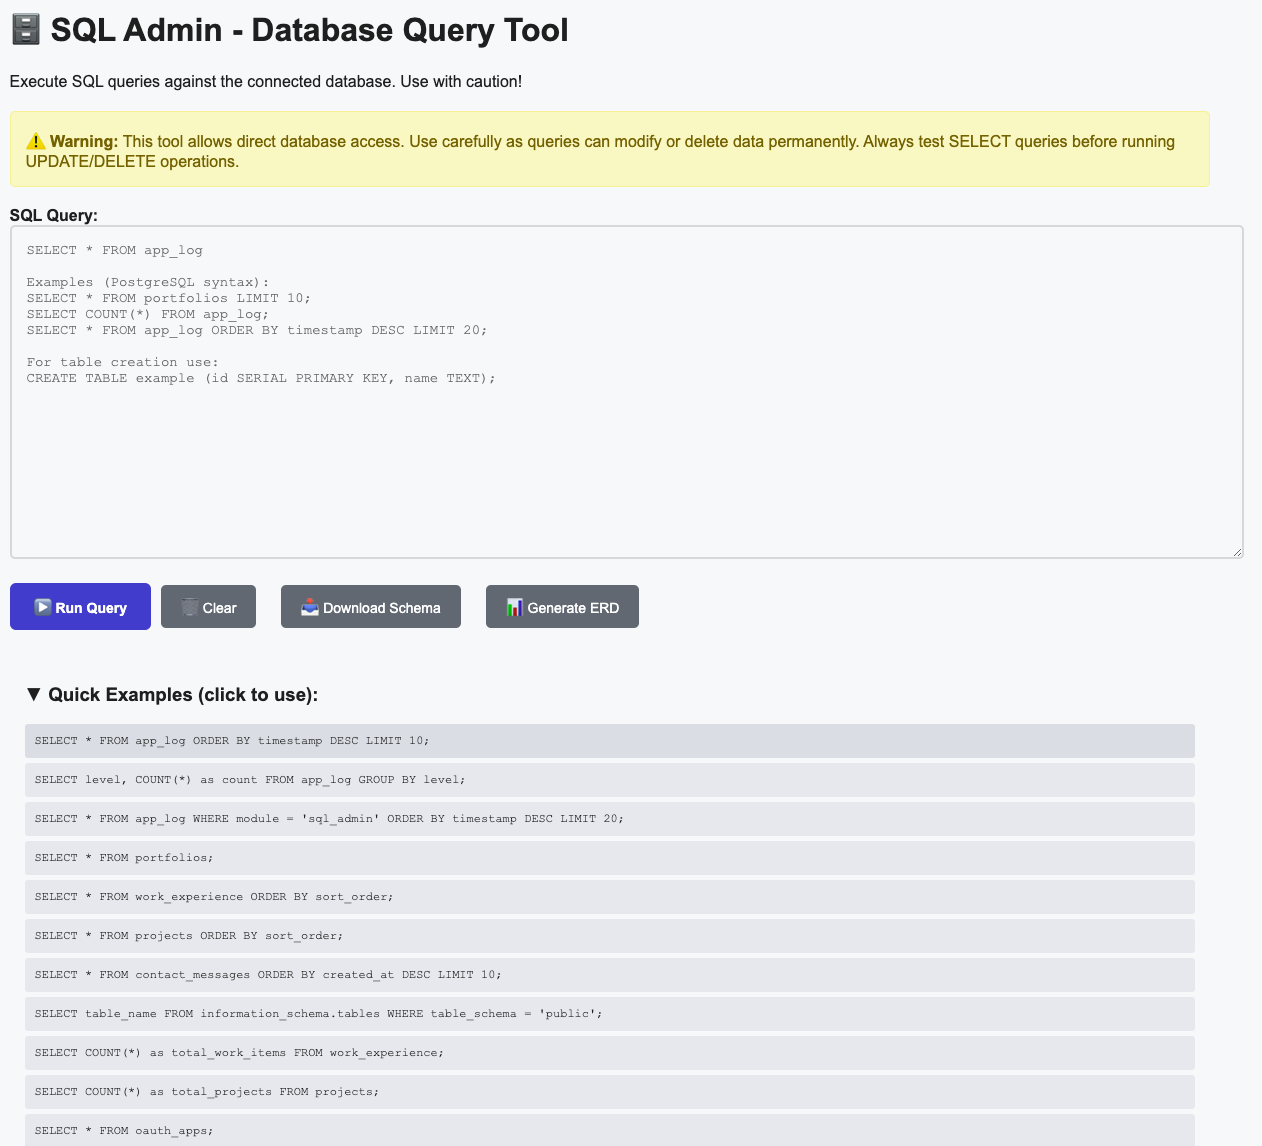 SQL Admin - Database Query Tool
Execute SQL queries against the connected database. Use with caution!
Warning: This tool allows direct database access. Use carefully as queries can modify or delete data permanently. Always test SELECT queries before running
UPDATE/DELETE operations.
SQL Query:
SELECT * FROM app_log
Examples (PostgreSQL syntax):
SELECT * FROM portfolios LIMIT 10;
SELECT COUNT(*) FROM app_log;
SELECT * FROM app_log ORDER BY timestamp DESC LIMIT 20;
For table creation use:
CREATE TABLE example (id SERIAL PRIMARY KEY, name TEXT);
Run Query
Clear
Download Schema
Generate ERD
▼ Quick Examples (click to use):
SELECT * FROM app_log ORDER BY timestamp DESC LIMIT 10;
SELECT level, COUNT(*) as count FROM app_log GROUP BY level;
SELECT * FROM app_log WHERE module = 'sql_admin' ORDER BY timestamp DESC LIMIT 20;
SELECT * FROM portfolios;
SELECT * FROM work_experience ORDER BY sort_order;
SELECT * FROM projects ORDER BY sort_order;
SELECT * FROM contact_messages ORDER BY created_at DESC LIMIT 10;
SELECT table_name FROM information_schema.tables WHERE table_schema = 'public';
SELECT COUNT(*) as total_work_items FROM work_experience;
SELECT COUNT(*) as total_projects FROM projects;
SELECT * FROM oauth_apps;